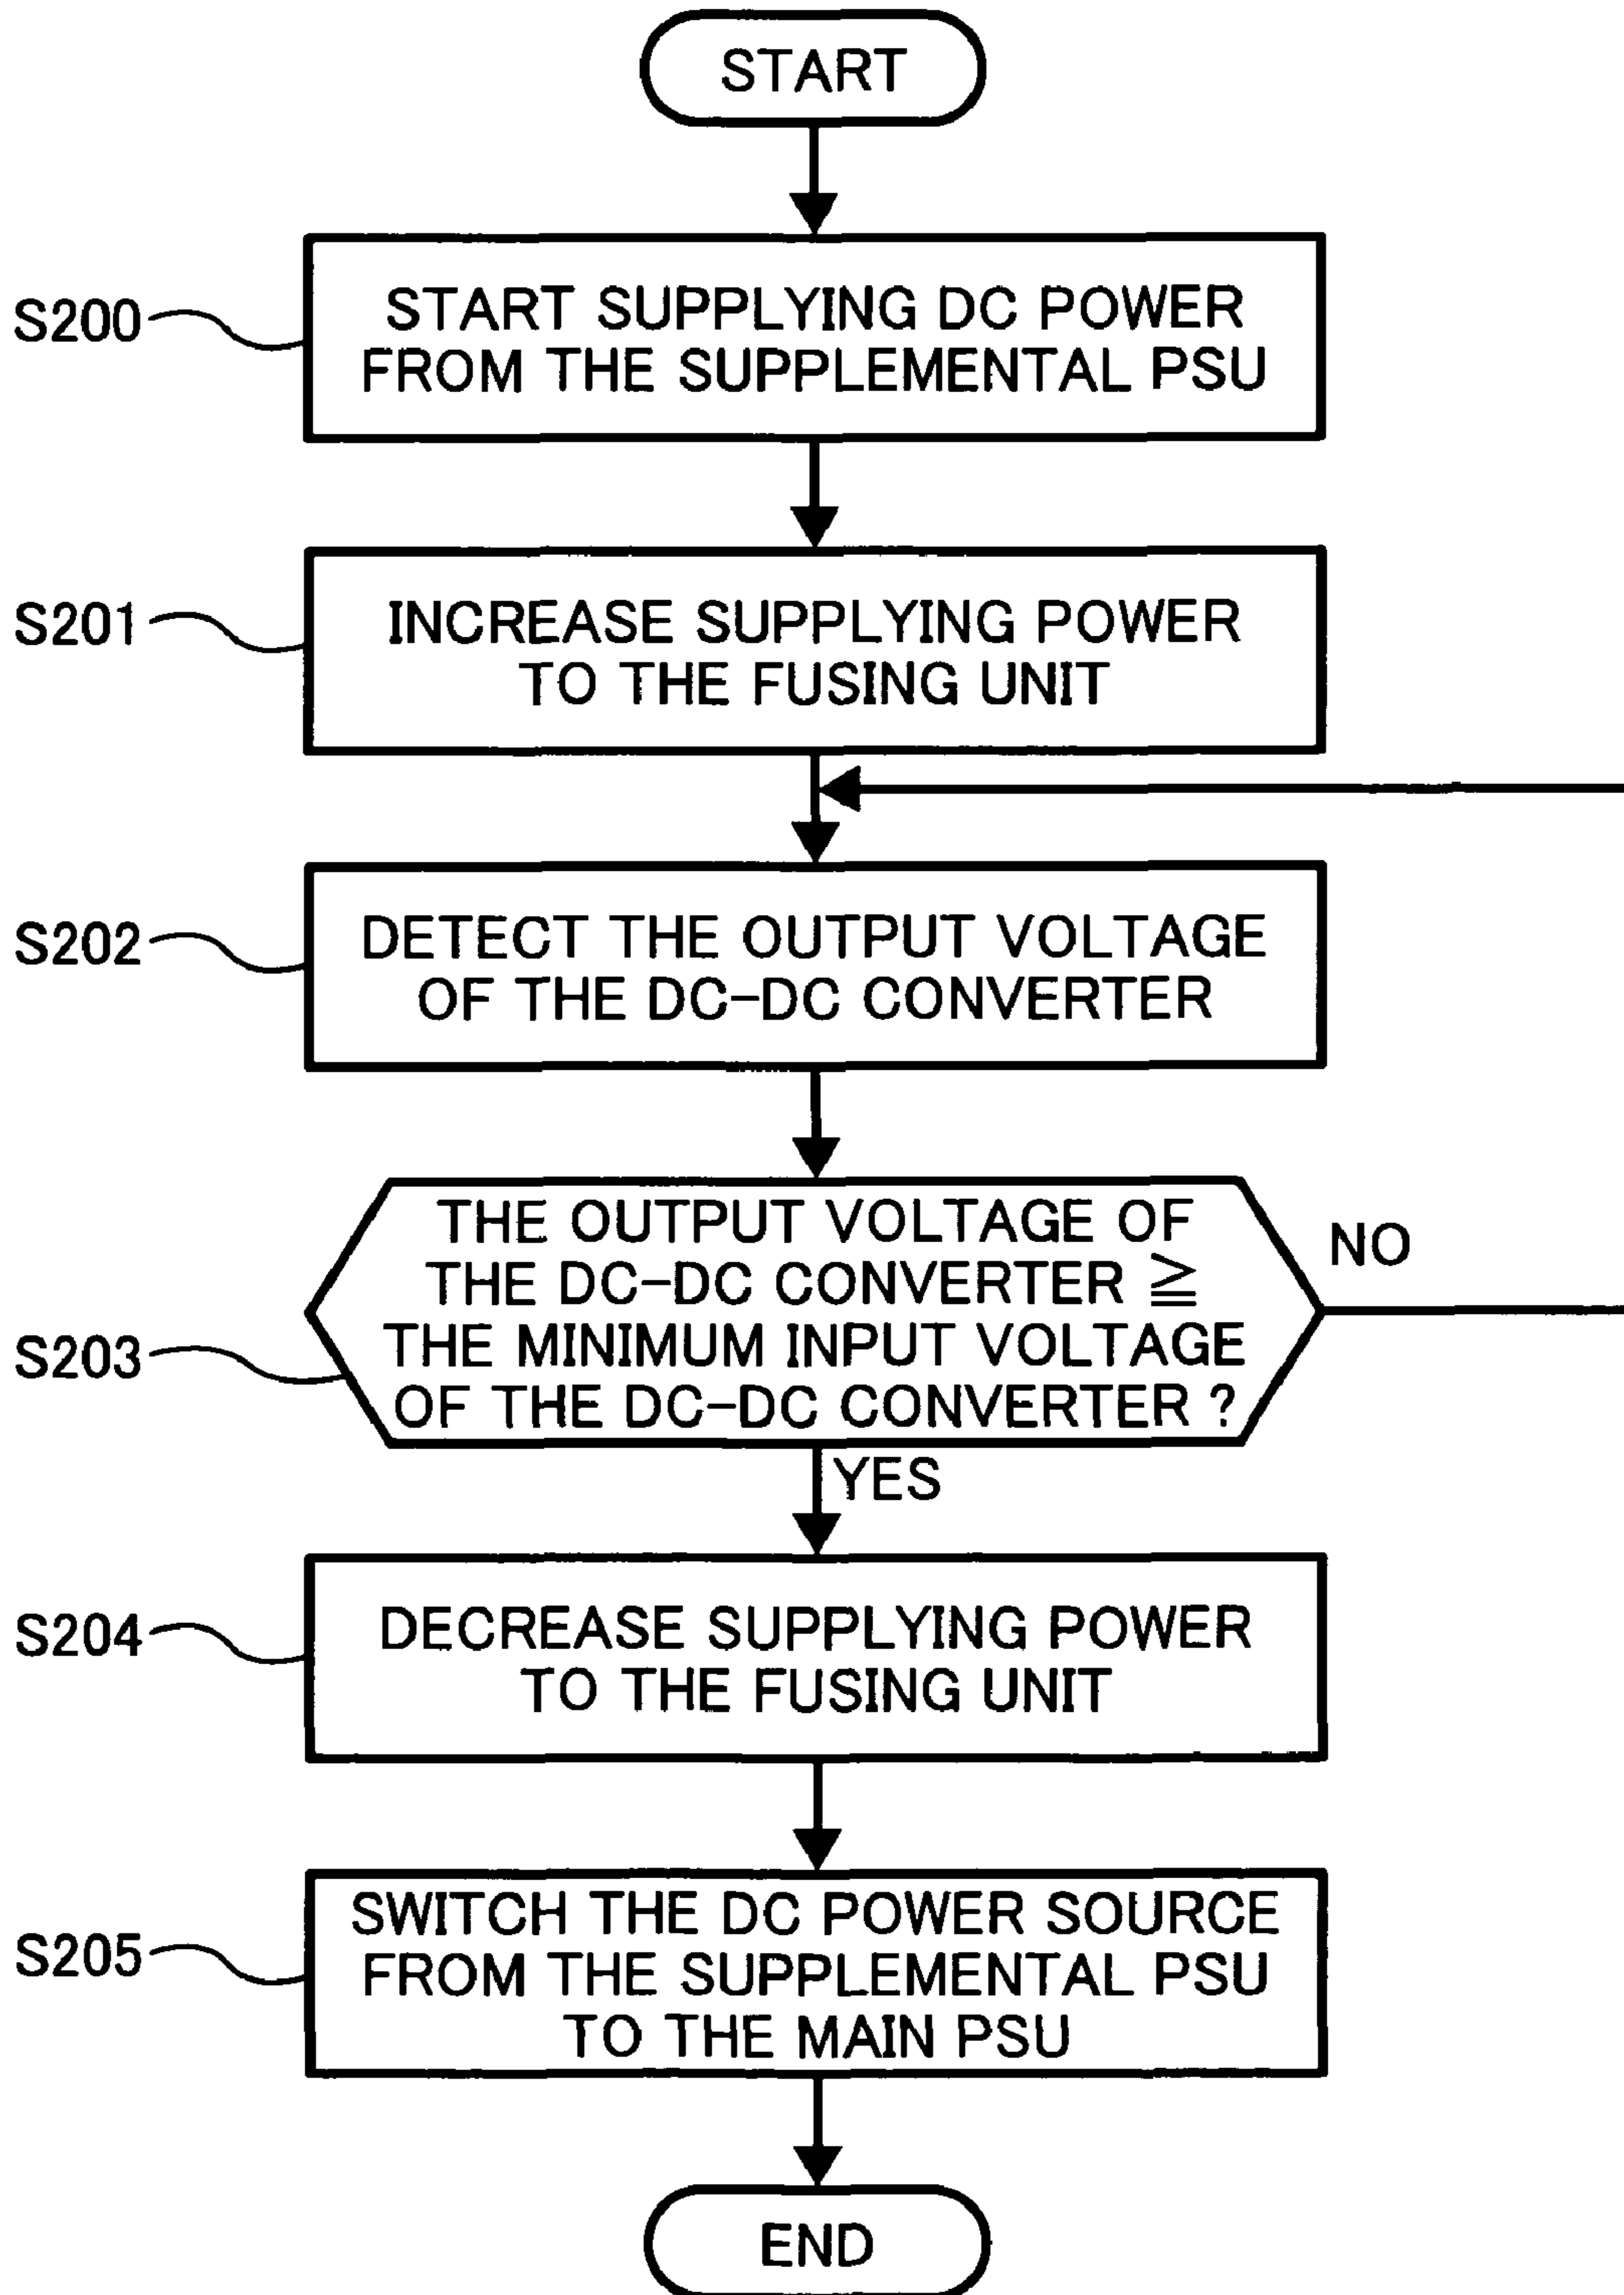 START
S200
START SUPPLYING DC POWER
FROM THE SUPPLEMENTAL PSU
S201
INCREASE SUPPLYING POWER
TO THE FUSING UNIT
S202
DETECT THE OUTPUT VOLTAGE
OF THE DC-DC CONVERTER
S203
THE OUTPUT VOLTAGE OF
THE DC-DC CONVERTER ≧
THE MINIMUM INPUT VOLTAGE
OF THE DC-DC CONVERTER ?
NO
YES
S204
DECREASE SUPPLYING POWER
TO THE FUSING UNIT
S205
SWITCH THE DC POWER SOURCE
FROM THE SUPPLEMENTAL PSU
TO THE MAIN PSU
END